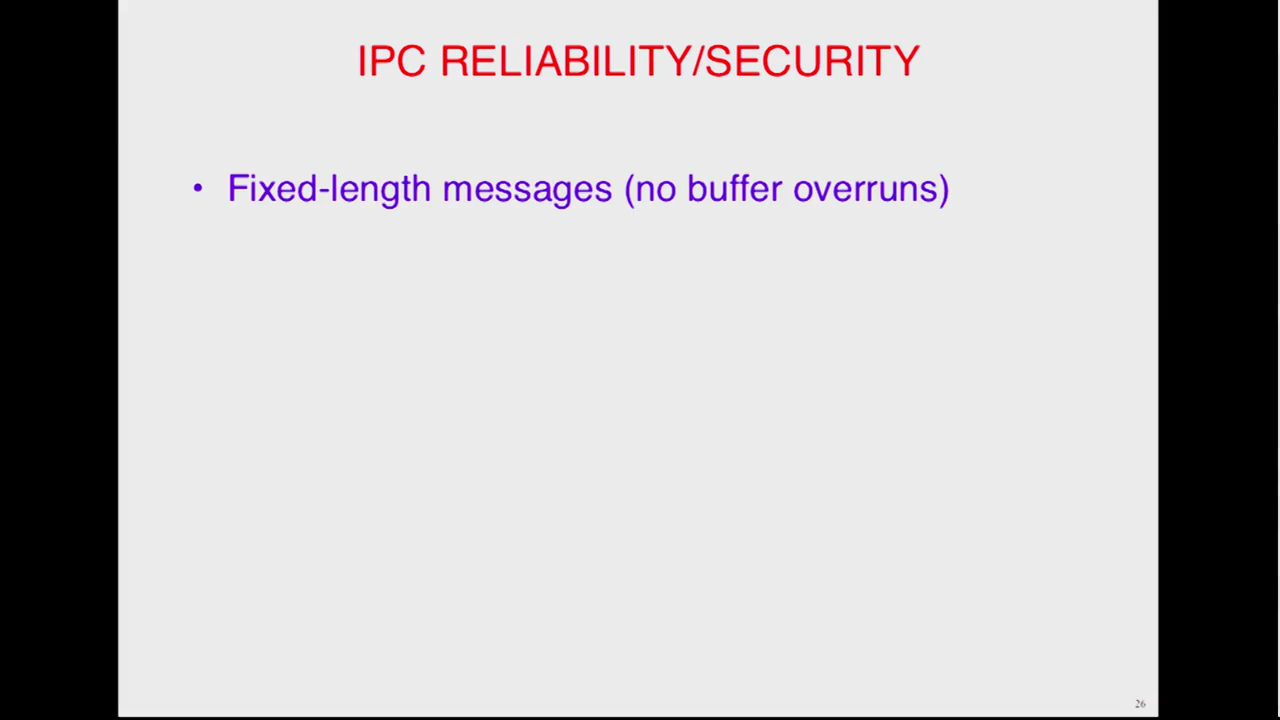 IPC RELIABILITY/SECURITY
• Fixed-length messages (no buffer overruns)
26